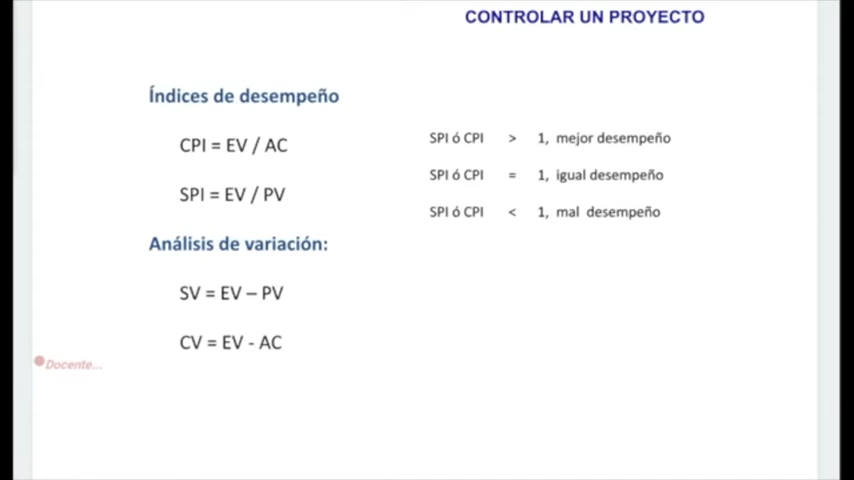 CONTROLAR UN PROYECTO
Índices de desempeño
CPI = EV / AC
SPI = EV / PV
SPI ó CPI > 1, mejor desempeño
SPI ó CPI = 1, igual desempeño
SPI ó CPI < 1, mal desempeño
Análisis de variación:
SV = EV – PV
CV = EV - AC
Docente...